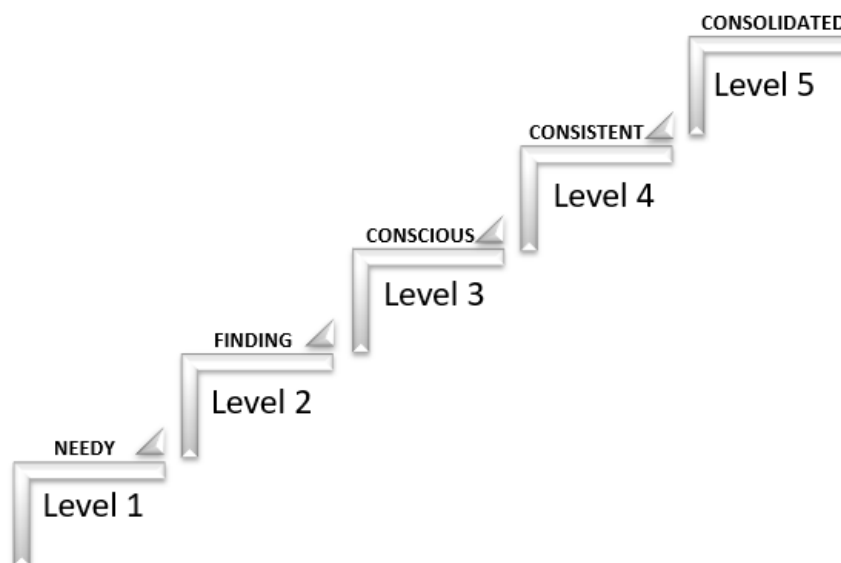 CONSOLIDATED
Level 5
CONSISTENT
Level 4
CONSCIOUS
Level 3
FINDING
Level 2
NEEDY
Level 1